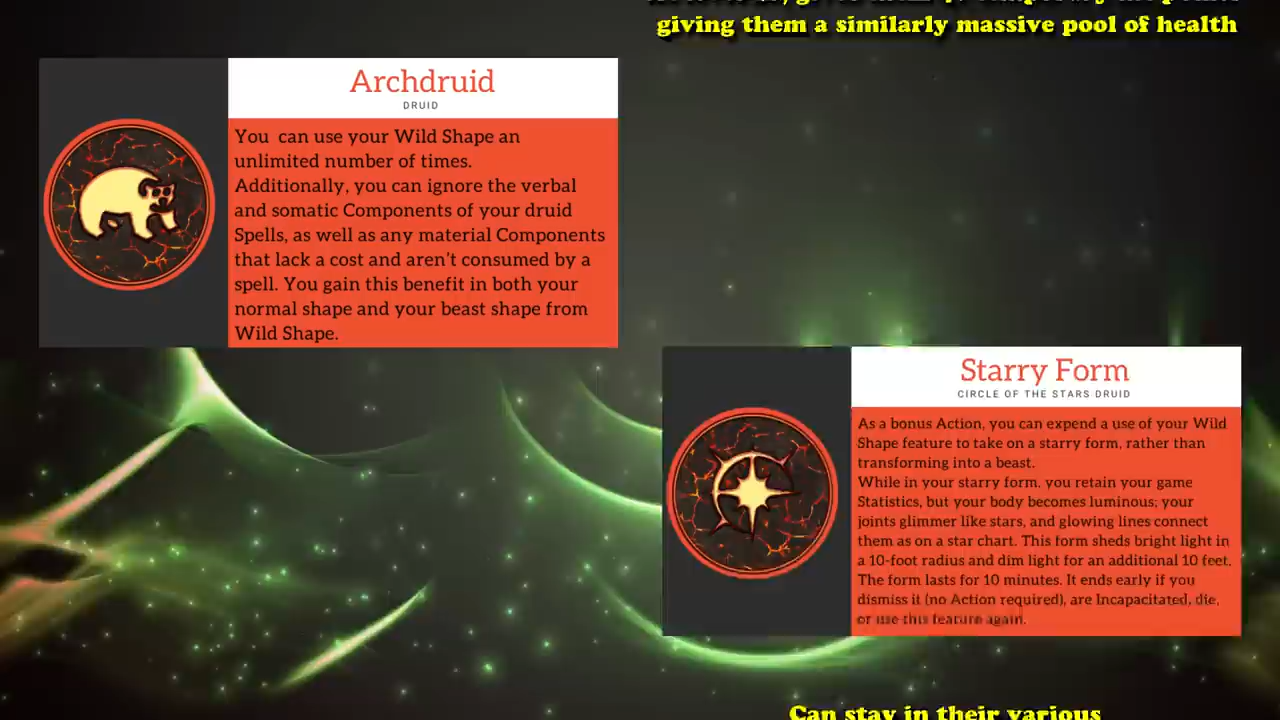 giving them a similarly massive pool of health
Archdruid
DRUID
You can use your Wild Shape an
unlimited number of times.
Additionally, you can ignore the verbal
and somatic Components of your druid
Spells, as well as any material Components
that lack a cost and aren't consumed by a
spell. You gain this benefit in both your
normal shape and your beast shape from
Wild Shape.
Starry Form
CIRCLE OF THE STARS DRUID
As a bonus Action, you can expend a use of your Wild
Shape feature to take on a starry form, rather than
transforming into a beast.
While in your starry form, you retain your game
Statistics, but your body becomes luminous; your
joints glimmer like stars, and glowing lines connect
them as on a star chart. This form sheds bright light in
a 10-foot radius and dim light for an additional 10 feet.
The form lasts for 10 minutes. It ends early if you
dismiss it (no Action required), are Incapacitated, die,
or use this feature again.
Can stay in their various